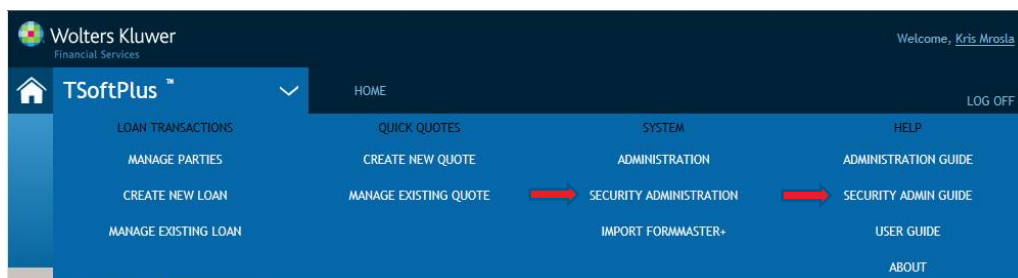 Wolters Kluwer
Financial Services
Welcome, Kris Mrosla
TSoftPlus ™
HOME
LOG OFF
LOAN TRANSACTIONS QUICK QUOTES SYSTEM HELP
MANAGE PARTIES CREATE NEW QUOTE ADMINISTRATION ADMINISTRATION GUIDE
CREATE NEW LOAN MANAGE EXISTING QUOTE SECURITY ADMINISTRATION SECURITY ADMIN GUIDE
MANAGE EXISTING LOAN IMPORT FORMMASTER+ USER GUIDE
ABOUT